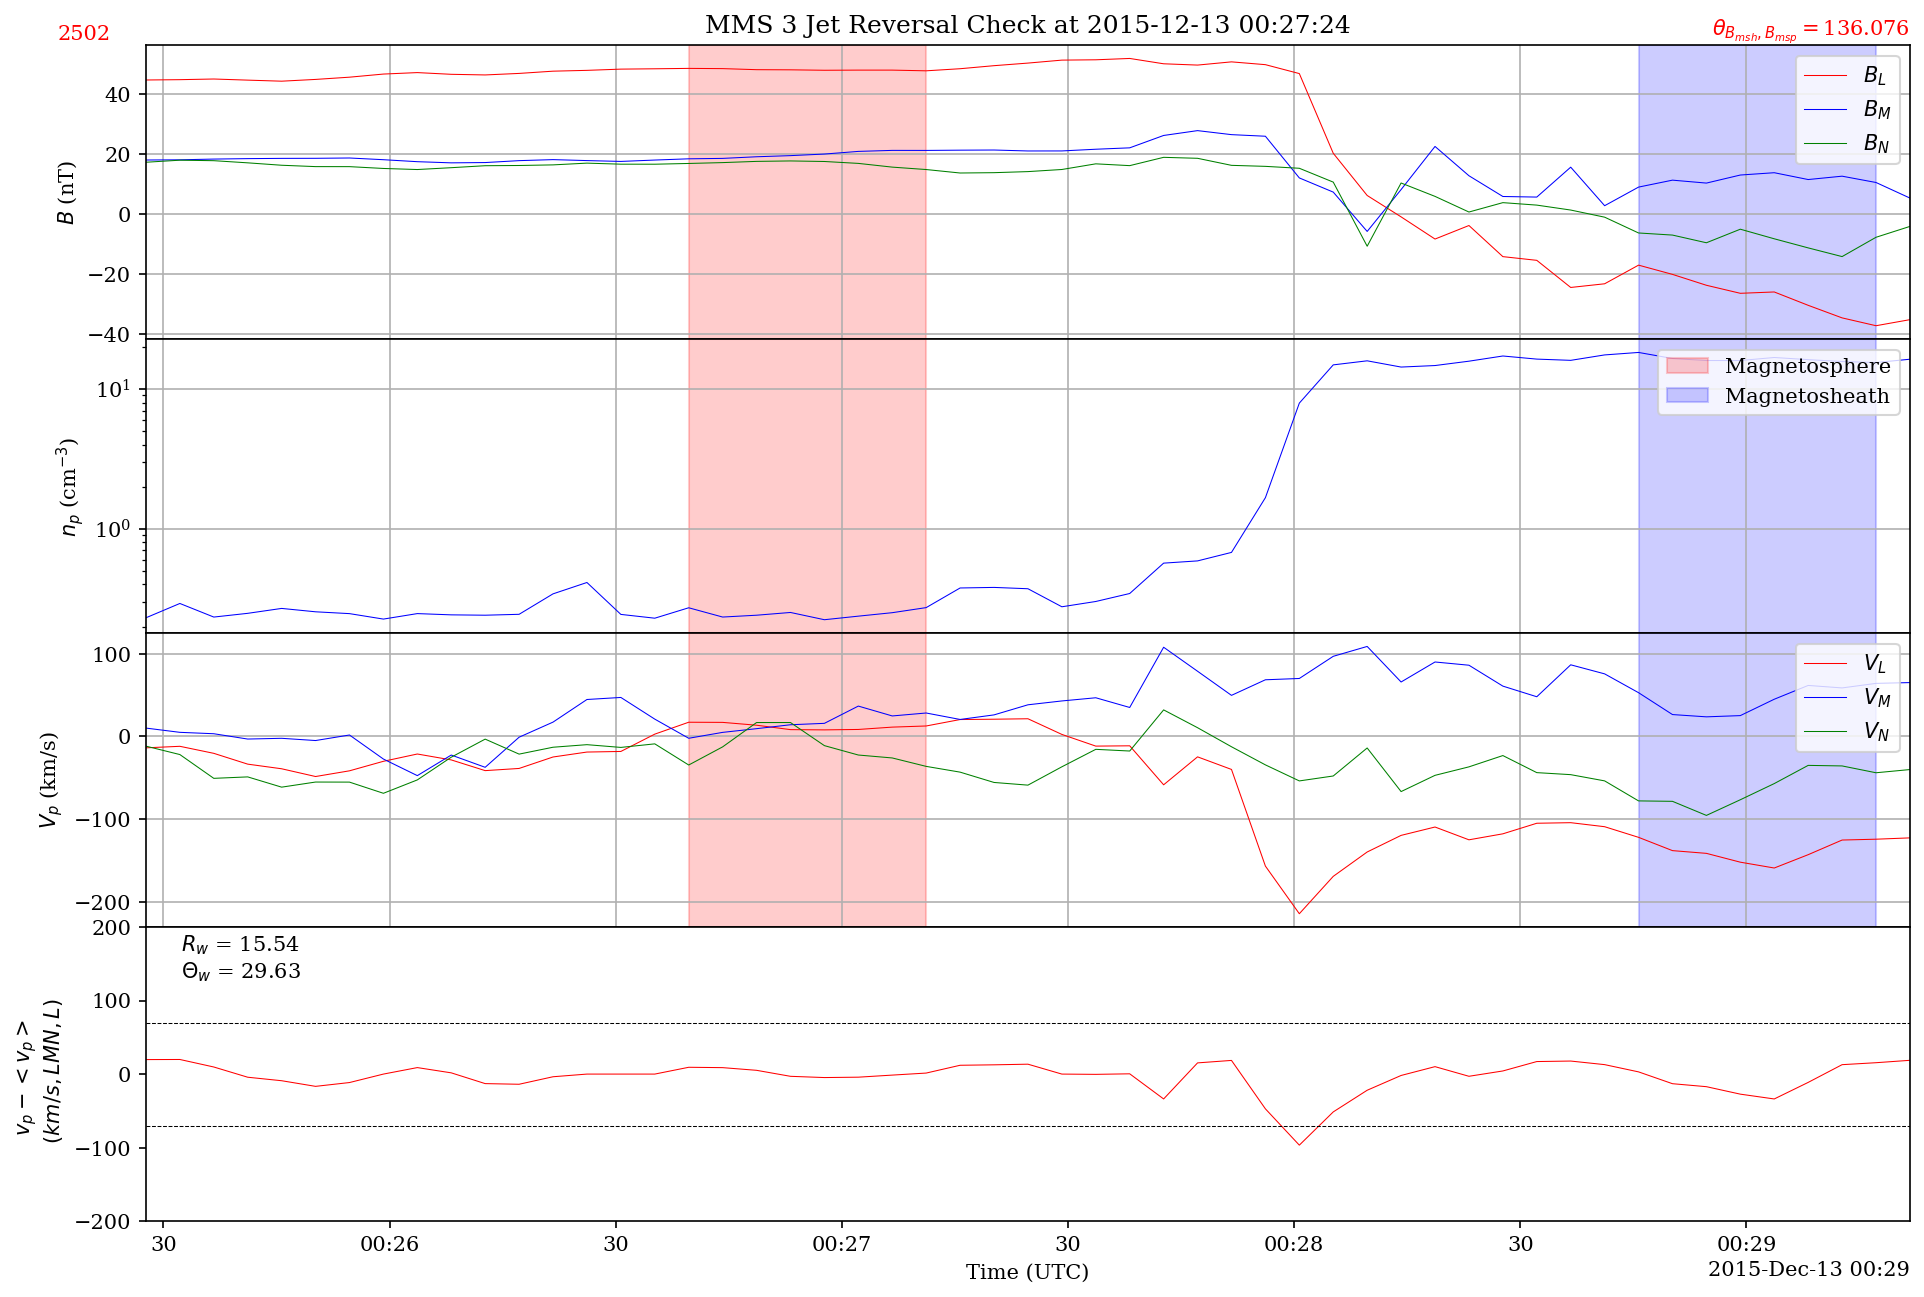 2502
MMS 3 Jet Reversal Check at 2015-12-13 00:27:24
θ_{B_{msh}, B_{msp}} = 136.076
B (nT)
40
20
0
−20
−40
B_L
B_M
B_N
n_p (cm^{−3})
10^1
10^0
Magnetosphere
Magnetosheath
V_p (km/s)
100
0
−100
−200
V_L
V_M
V_N
v_p − < v_p >
(km/s, LMN, L)
200
100
0
−100
−200
R_w = 15.54
Θ_w = 29.63
30 00:26 30 00:27 30 00:28 30 00:29
Time (UTC)
2015-Dec-13 00:29